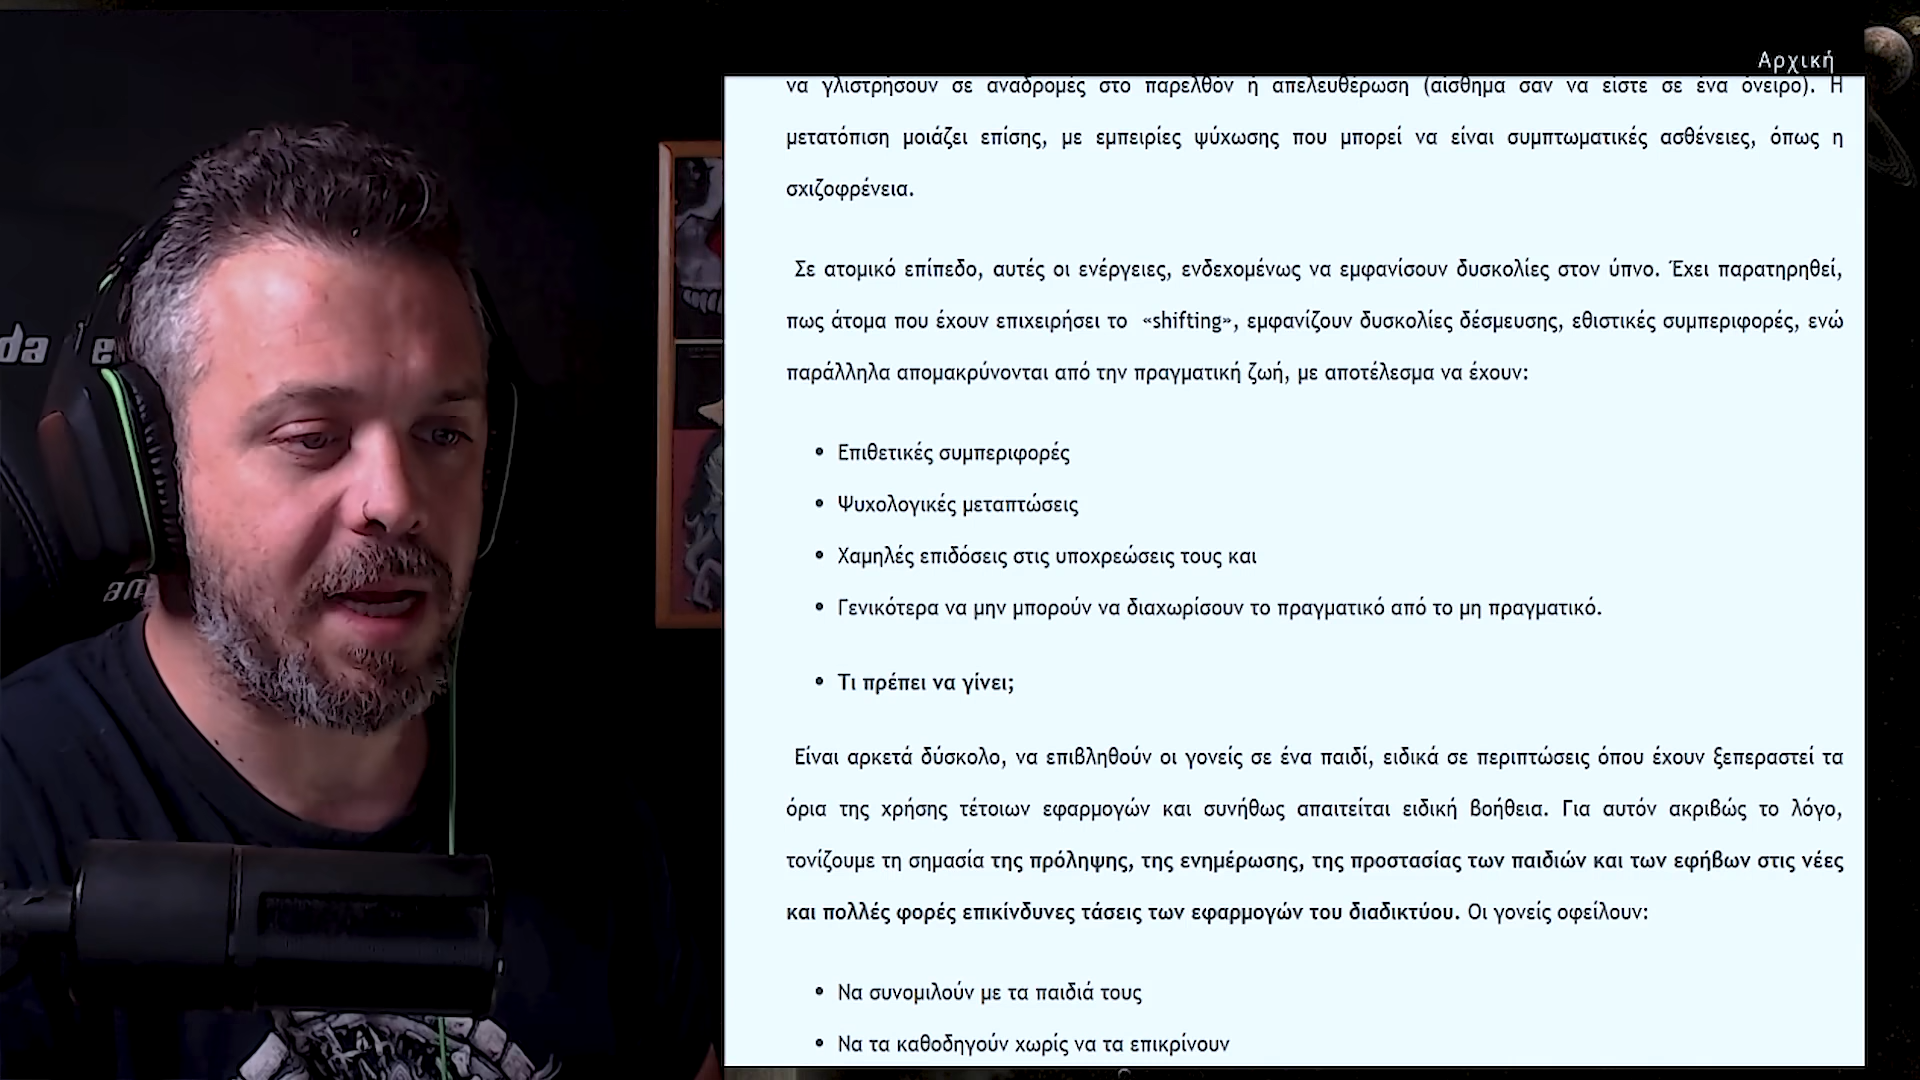 Αρχική
να γλιστρήσουν σε αναδρομές στο παρελθόν ή απελευθέρωση (αίσθημα σαν να είστε σε ένα όνειρο). Η
μετατόπιση μοιάζει επίσης, με εμπειρίες ψύχωσης που μπορεί να είναι συμπτωματικές ασθένειες, όπως η
σχιζοφρένεια.
Σε ατομικό επίπεδο, αυτές οι ενέργειες, ενδεχομένως να εμφανίσουν δυσκολίες στον ύπνο. Έχει παρατηρηθεί,
πως άτομα που έχουν επιχειρήσει το «shifting», εμφανίζουν δυσκολίες δέσμευσης, εθιστικές συμπεριφορές, ενώ
παράλληλα απομακρύνονται από την πραγματική ζωή, με αποτέλεσμα να έχουν:
• Επιθετικές συμπεριφορές
• Ψυχολογικές μεταπτώσεις
• Χαμηλές επιδόσεις στις υποχρεώσεις τους και
• Γενικότερα να μην μπορούν να διαχωρίσουν το πραγματικό από το μη πραγματικό.
• Τι πρέπει να γίνει;
Είναι αρκετά δύσκολο, να επιβληθούν οι γονείς σε ένα παιδί, ειδικά σε περιπτώσεις όπου έχουν ξεπεραστεί τα
όρια της χρήσης τέτοιων εφαρμογών και συνήθως απαιτείται ειδική βοήθεια. Για αυτόν ακριβώς το λόγο,
τονίζουμε τη σημασία της πρόληψης, της ενημέρωσης, της προστασίας των παιδιών και των εφήβων στις νέες
και πολλές φορές επικίνδυνες τάσεις των εφαρμογών του διαδικτύου. Οι γονείς οφείλουν:
• Να συνομιλούν με τα παιδιά τους
• Να τα καθοδηγούν χωρίς να τα επικρίνουν